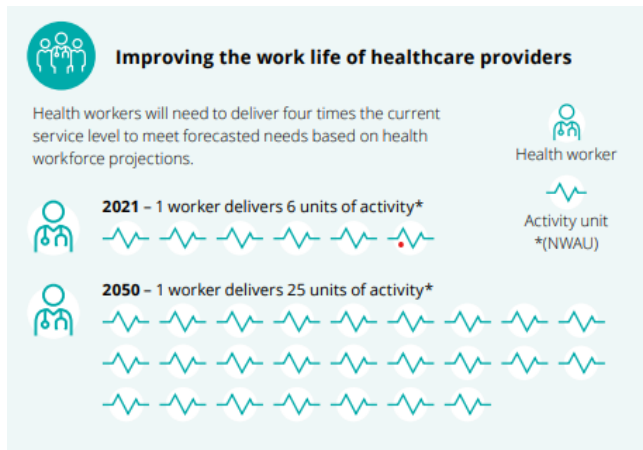 Improving the work life of healthcare providers
Health workers will need to deliver four times the current
service level to meet forecasted needs based on health
workforce projections.
Health worker
Activity unit
*(NWAU)
2021 – 1 worker delivers 6 units of activity*
2050 – 1 worker delivers 25 units of activity*